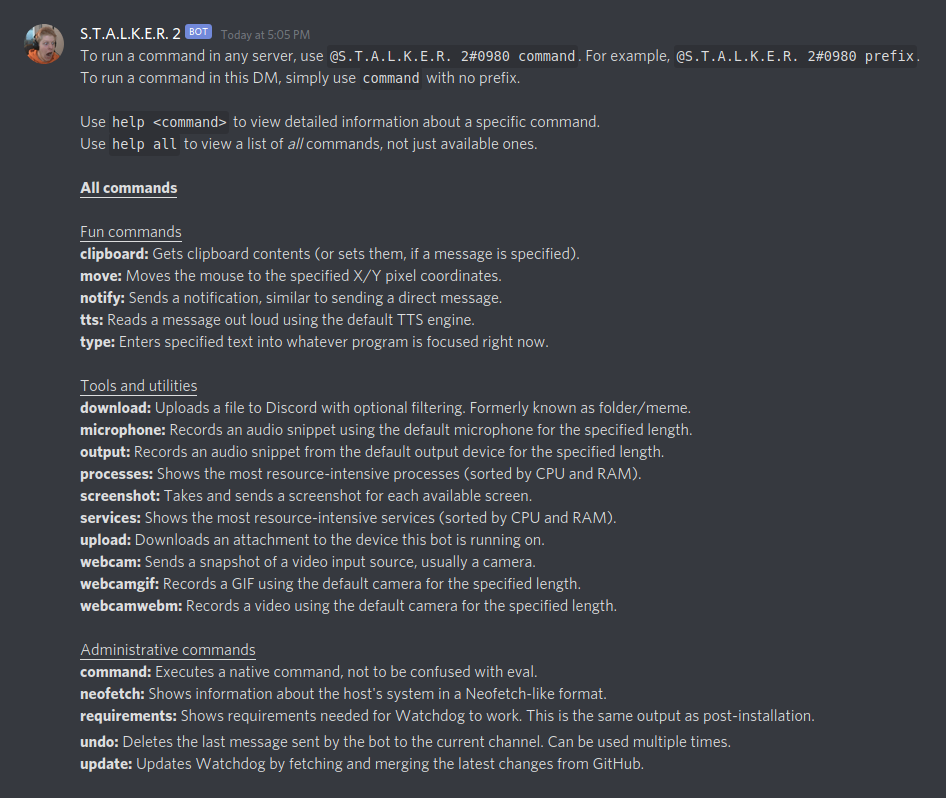 S.T.A.L.K.E.R. 2 BOT Today at 5:05 PM
To run a command in any server, use @S.T.A.L.K.E.R. 2#0980 command. For example, @S.T.A.L.K.E.R. 2#0980 prefix.
To run a command in this DM, simply use command with no prefix.
Use help <command> to view detailed information about a specific command.
Use help all to view a list of all commands, not just available ones.
All commands
Fun commands
clipboard: Gets clipboard contents (or sets them, if a message is specified).
move: Moves the mouse to the specified X/Y pixel coordinates.
notify: Sends a notification, similar to sending a direct message.
tts: Reads a message out loud using the default TTS engine.
type: Enters specified text into whatever program is focused right now.
Tools and utilities
download: Uploads a file to Discord with optional filtering. Formerly known as folder/meme.
microphone: Records an audio snippet using the default microphone for the specified length.
output: Records an audio snippet from the default output device for the specified length.
processes: Shows the most resource-intensive processes (sorted by CPU and RAM).
screenshot: Takes and sends a screenshot for each available screen.
services: Shows the most resource-intensive services (sorted by CPU and RAM).
upload: Downloads an attachment to the device this bot is running on.
webcam: Sends a snapshot of a video input source, usually a camera.
webcamgif: Records a GIF using the default camera for the specified length.
webcamwebm: Records a video using the default camera for the specified length.
Administrative commands
command: Executes a native command, not to be confused with eval.
neofetch: Shows information about the host's system in a Neofetch-like format.
requirements: Shows requirements needed for Watchdog to work. This is the same output as post-installation.
undo: Deletes the last message sent by the bot to the current channel. Can be used multiple times.
update: Updates Watchdog by fetching and merging the latest changes from GitHub.